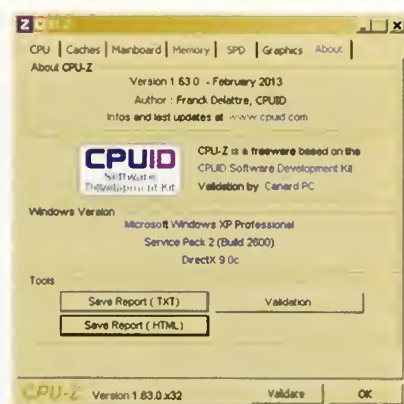 CPU Caches Mainboard Memory SPD Graphics About
About CPU-Z
Version 1.63.0 - February 2013
Author : Franck Delattre, CPUID
Infos and last updates at www.cpuid.com
CPUID
Software
Development Kit
CPU-Z is a freeware based on the
CPUID Software Development Kit
Validation by Canard PC
Windows Version
Microsoft Windows XP Professional
Service Pack 2 (Build 2600)
DirectX 9.0c
Tools
Save Report (TXT)
Validation
Save Report (HTML)
CPU-Z Version 1.63.0.x32 Validate OK